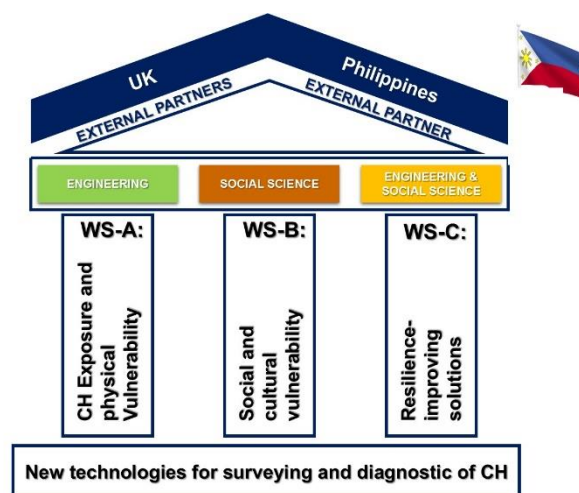 UK
Philippines
EXTERNAL PARTNERS
EXTERNAL PARTNER
ENGINEERING
SOCIAL SCIENCE
ENGINEERING &
SOCIAL SCIENCE
WS-A:
CH Exposure and
physical
Vulnerability
WS-B:
Social and
cultural
vulnerability
WS-C:
Resilience-
improving
solutions
New technologies for surveying and diagnostic of CH